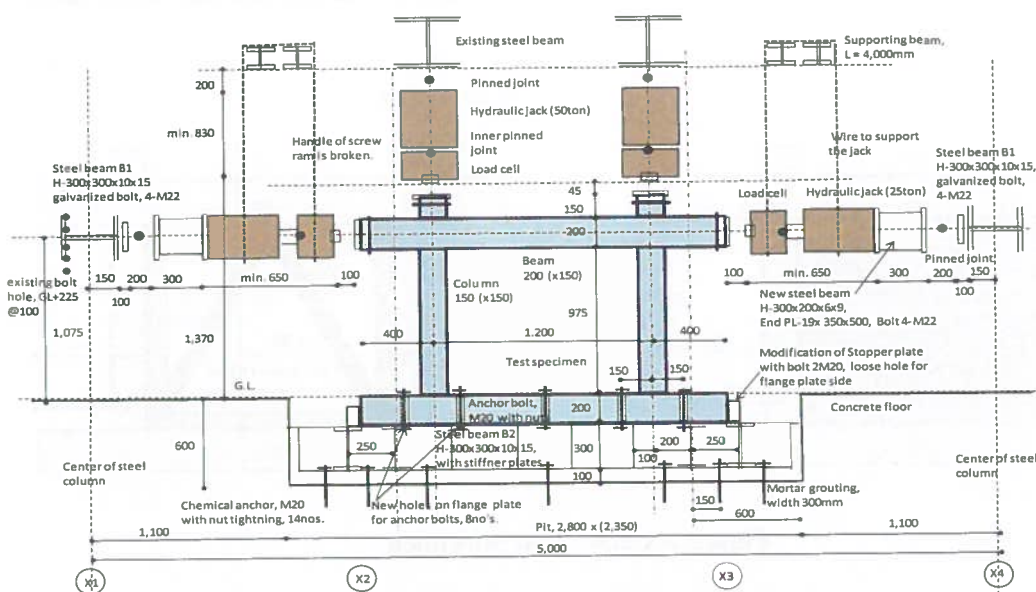 Existing steel beam
Supporting beam,
L = 4,000mm
200
Pinned joint
min. 830
Hydraulic jack (50ton)
Handle of screw
ram is broken.
Inner pinned
joint
Wire to support
the jack
Steel beam B1
H-300x300x10x15
galvanized bolt, 4-M22
Load cell
Steel beam B1
H-300x300x10x15,
galvanized bolt,
4-M22
45
150
Load cell
Hydraulic jack (25ton)
200
Beam
200 (x150)
150
200
300
min. 650
100
100
100
min. 650
300
200
150
100
Pinned joint
existing bolt
hole, GL+225
@100
Column
150 (x150)
975
New steel beam
H-300x200x6x9,
End PL-19x 350x500, Bolt 4-M22
1,075
1,370
400
1.200
400
Test specimen
150
150
Modification of Stopper plate
with bolt 2M20, loose hole for
flange plate side
G.L.
Anchor bolt,
M20 with nut
200
Concrete floor
600
250
Steel beam B2
H-300x300x10x15,
with stiffner plates
300
200
250
100
100
Center of steel
column
Center of steel
column
Chemical anchor, M20
with nut tightning, 14nos.
New holes on flange plate
for anchor bolts, 8no's.
150
Mortar grouting,
width 300mm
600
1,100
Pit, 2,800 x (2,350)
1,100
5,000
X1
X2
X3
X4